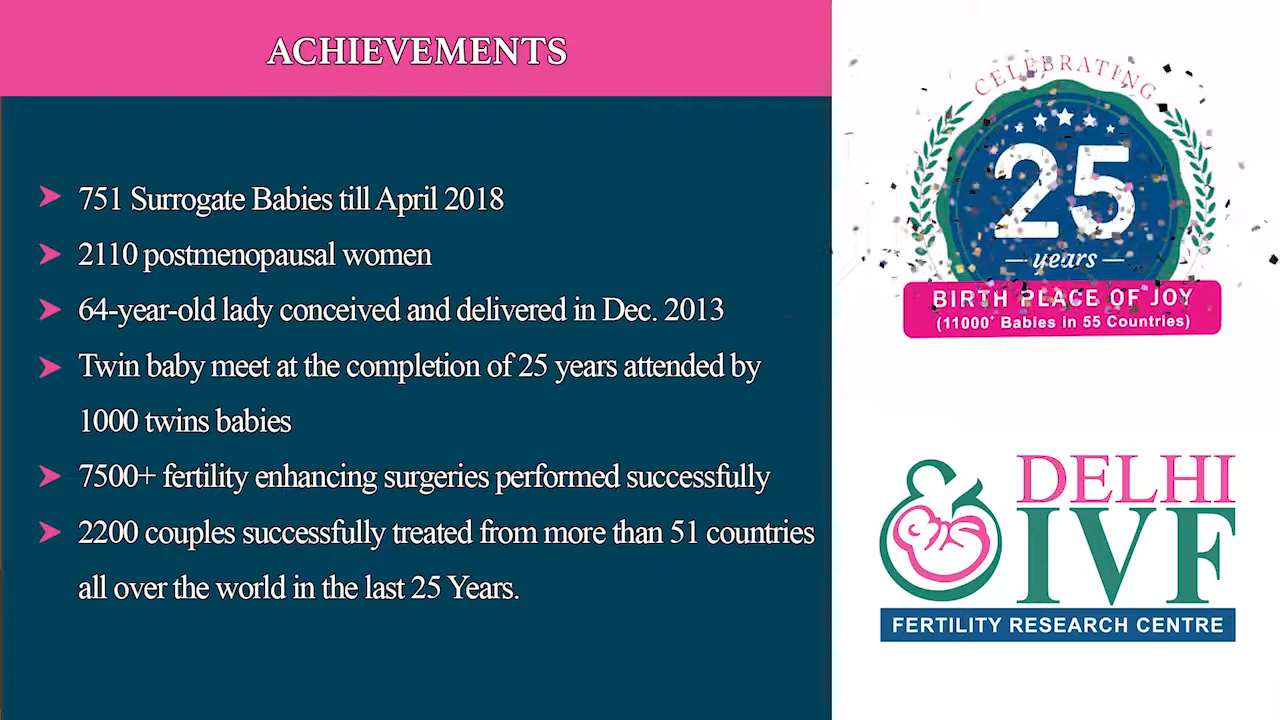 ACHIEVEMENTS
751 Surrogate Babies till April 2018
2110 postmenopausal women
64-year-old lady conceived and delivered in Dec. 2013
Twin baby meet at the completion of 25 years attended by
1000 twins babies
7500+ fertility enhancing surgeries performed successfully
2200 couples successfully treated from more than 51 countries
all over the world in the last 25 Years.
CELEBRATING
25
years
BIRTH PLACE OF JOY
(11000+ Babies in 55 Countries)
DELHI
IVF
FERTILITY RESEARCH CENTRE